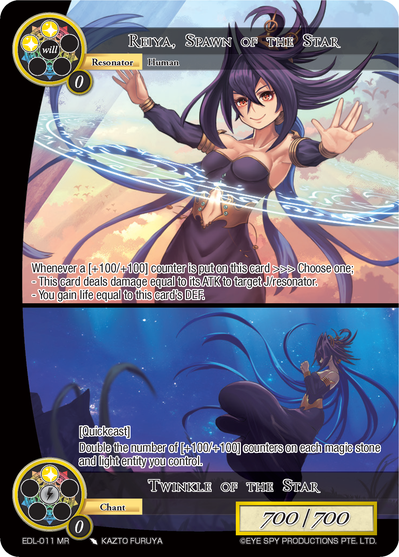 Reiya, Spawn of the Star
will
Resonator Human
0
Whenever a [+100/+100] counter is put on this card >>> Choose one;
- This card deals damage equal to its ATK to target J/resonator.
- You gain life equal to this card's DEF.
[Quickcast]
Double the number of [+100/+100] counters on each magic stone
and light entity you control.
Twinkle of the Star
Chant
0
700 / 700
EDL-011 MR KAZTO FURUYA ©EYE SPY PRODUCTIONS PTE. LTD.